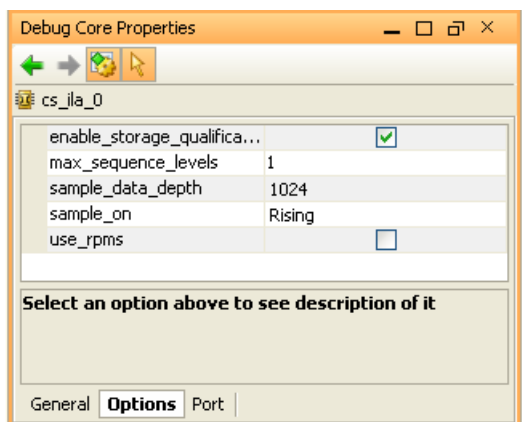 Debug Core Properties
cs_ila_0
enable_storage_qualifica...
max_sequence_levels 1
sample_data_depth 1024
sample_on Rising
use_rpms
Select an option above to see description of it
General Options Port